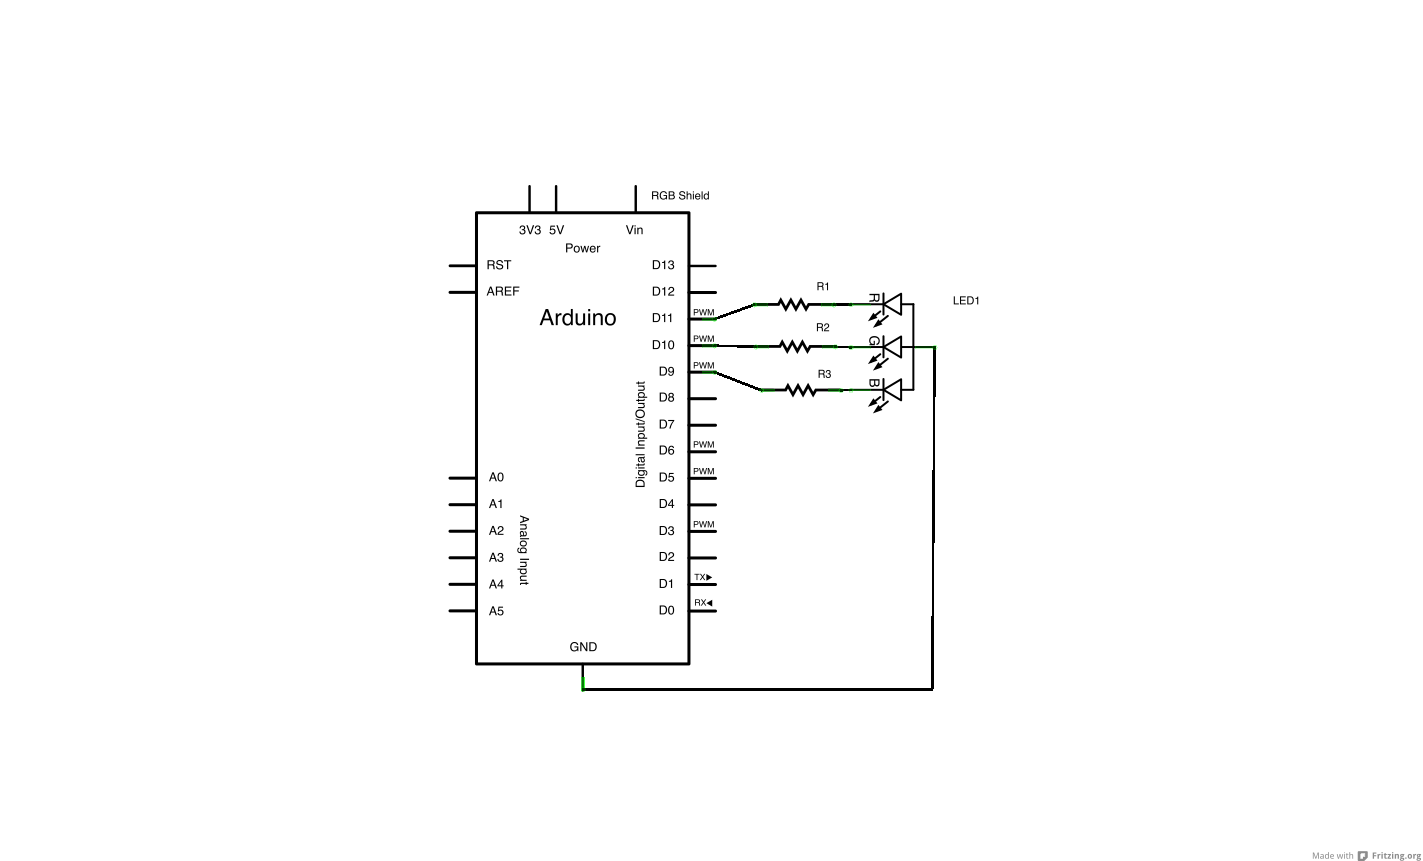 RGB Shield
3V3 5V Vin
Power
RST
AREF
Arduino
D13
D12
D11 PWM
D10 PWM
D9 PWM
D8
D7
D6 PWM
D5 PWM
D4
D3 PWM
D2
D1 TX
D0 RX
Digital Input/Output
A0
A1
A2
A3
A4
A5
Analog Input
GND
R1
R2
R3
R
G
B
LED1
Made with Fritzing.org